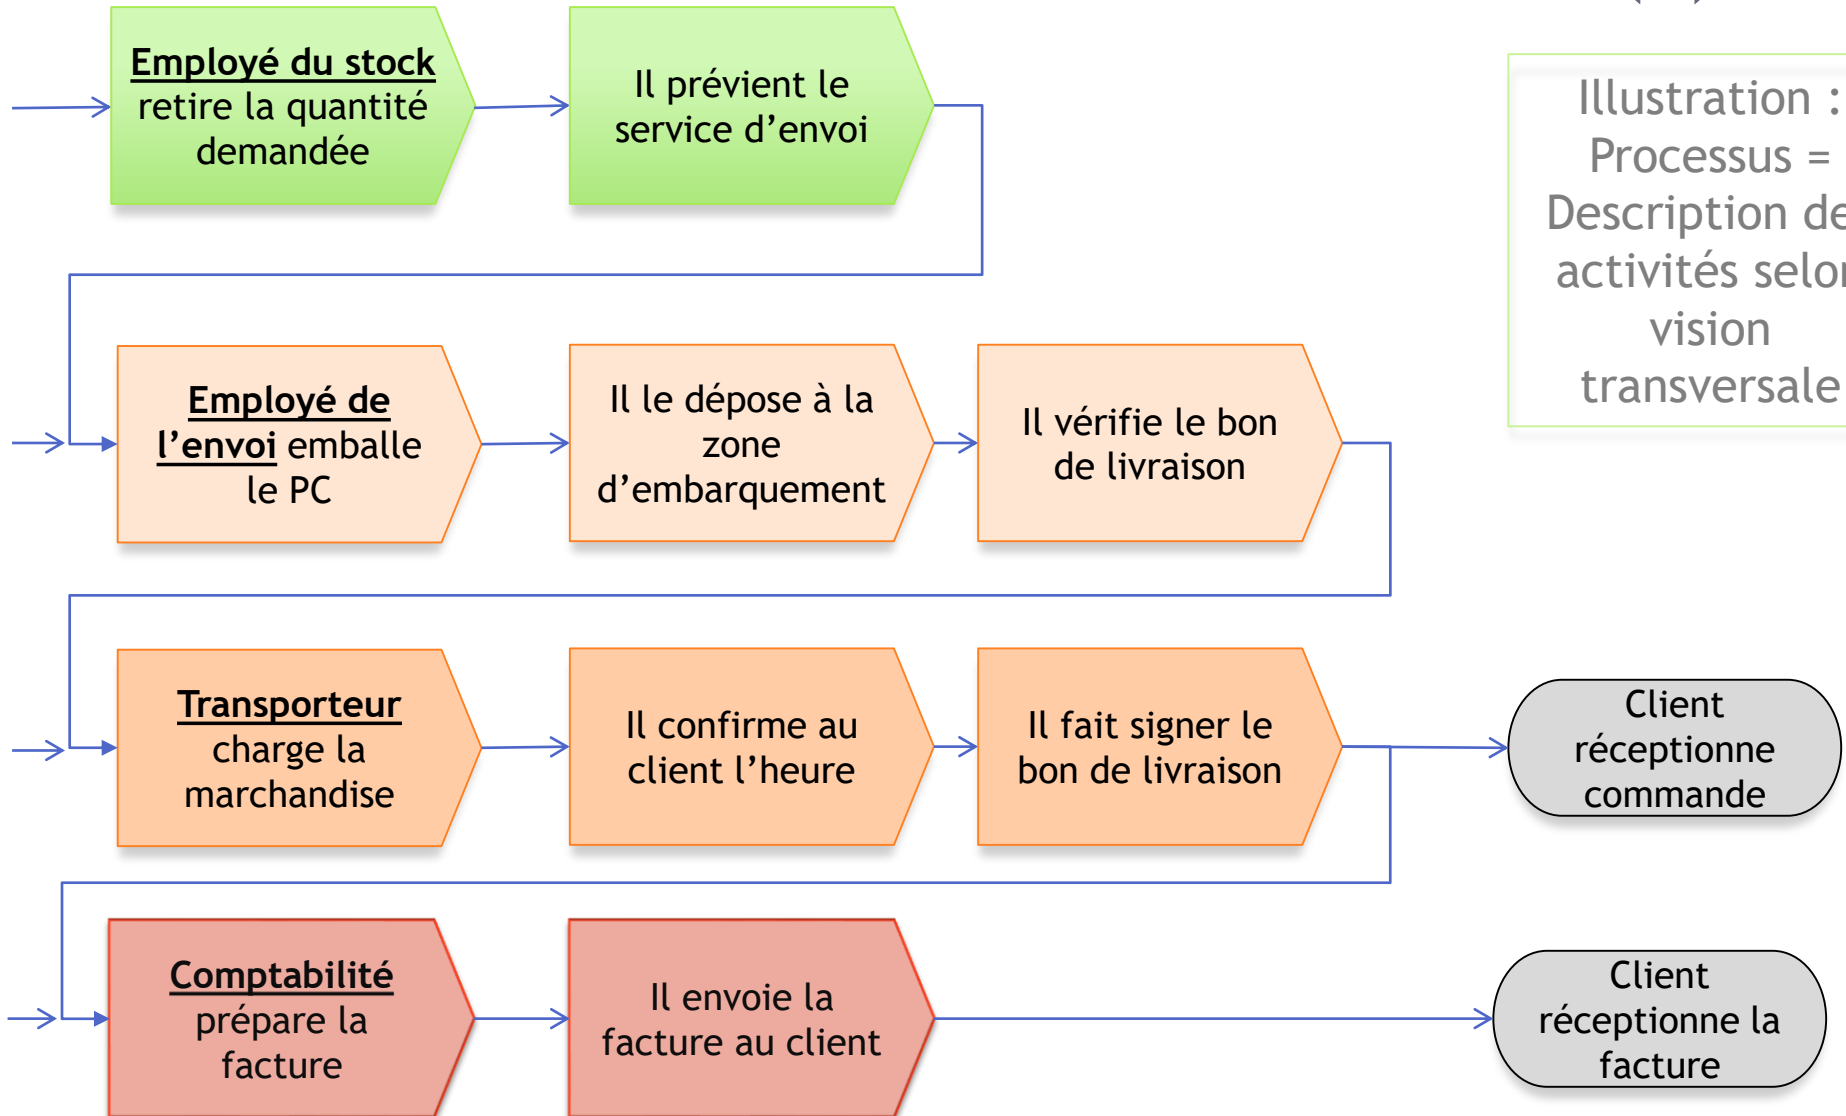 Employé du stock
retire la quantité
demandée
Il prévient le
service d’envoi
Illustration :
Processus =
Description
activités
vision
transversale
Employé de
l’envoi emballe
le PC
Il le dépose à la
zone
d’embarquement
Il vérifie le bon
de livraison
Transporteur
charge la
marchandise
Il confirme au
client l’heure
Il fait signer le
bon de livraison
Client
réceptionne
commande
Comptabilité
prépare la
facture
Il envoie la
facture au client
Client
réceptionne la
facture